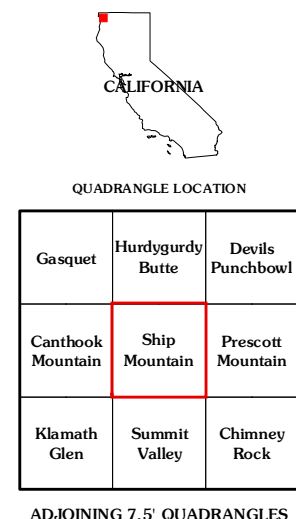 CALIFORNIA
QUADRANGLE LOCATION
Gasquet
Hurdygurdy
Butte
Devils
Punchbowl
Canthook
Mountain
Ship
Mountain
Prescott
Mountain
Klamath
Glen
Summit
Valley
Chimney
Rock
ADJOINING 7.5' QUADRANGLES